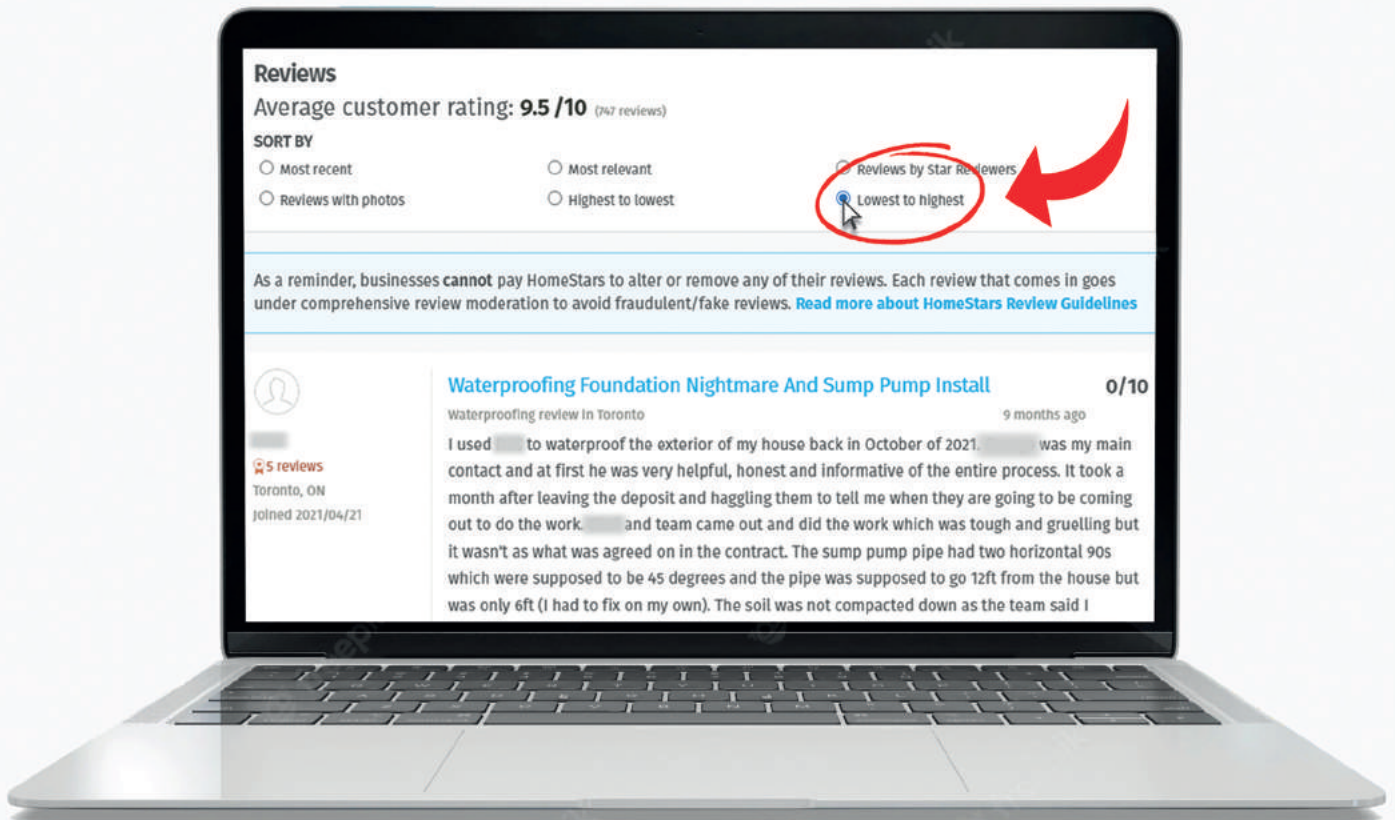 Reviews
Average customer rating: 9.5 /10 (747 reviews)
SORT BY
Most recent
Most relevant
Reviews by Star Reviewers
Reviews with photos
Highest to lowest
Lowest to highest
As a reminder, businesses cannot pay HomeStars to alter or remove any of their reviews. Each review that comes in goes
under comprehensive review moderation to avoid fraudulent/fake reviews. Read more about HomeStars Review Guidelines
5 reviews
Toronto, ON
Joined 2021/04/21
Waterproofing Foundation Nightmare And Sump Pump Install 0/10
Waterproofing review in Toronto 9 months ago
I used to waterproof the exterior of my house back in October of 2021. was my main
contact and at first he was very helpful, honest and informative of the entire process. It took a
month after leaving the deposit and haggling them to tell me when they are going to be coming
out to do the work. and team came out and did the work which was tough and gruelling but
it wasn't as what was agreed on in the contract. The sump pump pipe had two horizontal 90s
which were supposed to be 45 degrees and the pipe was supposed to go 12ft from the house but
was only 6ft (I had to fix on my own). The soil was not compacted down as the team said I